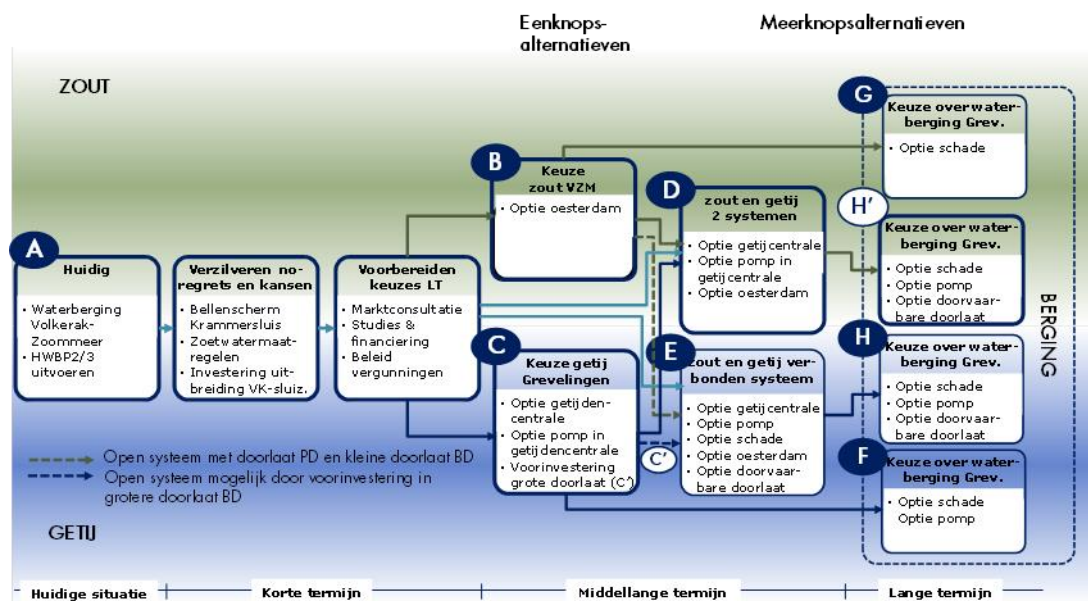 Eenknops-
alternatieven
Meerknopsalternatieven
ZOUT
G
Keuze over water-
berging Grev.
• Optie schade
B
Keuze
zout VZM
• Optie oesterdam
D
zout en getij
2 systemen
• Optie getijcentrale
• Optie pomp in
getijcentrale
• Optie oesterdam
H'
Keuze over water-
berging Grev.
• Optie schade
• Optie pomp
• Optie doorvaar-
bare doorlaat
A
Huidig
• Waterberging
Volkerak-
Zoommeer
• HWBP2/3
uitvoeren
Verzilveren no-
regrets en kansen
• Bellenscherm
Krammersluis
• Zoetwatermaat-
regelen
• Investering uit-
breiding VK-sluiz.
Voorbereiden
keuzes LT
• Marktconsultatie
• Studies &
financiering
• Beleid
vergunningen
C
Keuze getij
Grevelingen
• Optie getijden-
centrale
• Optie pomp in
getijdencentrale
• Voorinvestering
grote doorlaat (C')
C'
E
zout en getij ver-
bonden systeem
• Optie getijcentrale
• Optie pomp
• Optie schade
• Optie oesterdam
• Optie doorvaar-
bare doorlaat
H
Keuze over water-
berging Grev.
• Optie schade
• Optie pomp
• Optie doorvaar-
bare doorlaat
F
Keuze over water-
berging Grev.
• Optie schade
Optie pomp
BERGING
Open systeem met doorlaat PD en kleine doorlaat BD
Open systeem mogelijk door voorinvestering in
grotere doorlaat BD
GETIJ
Huidige situatie
Korte termijn
Middellange termijn
Lange termijn